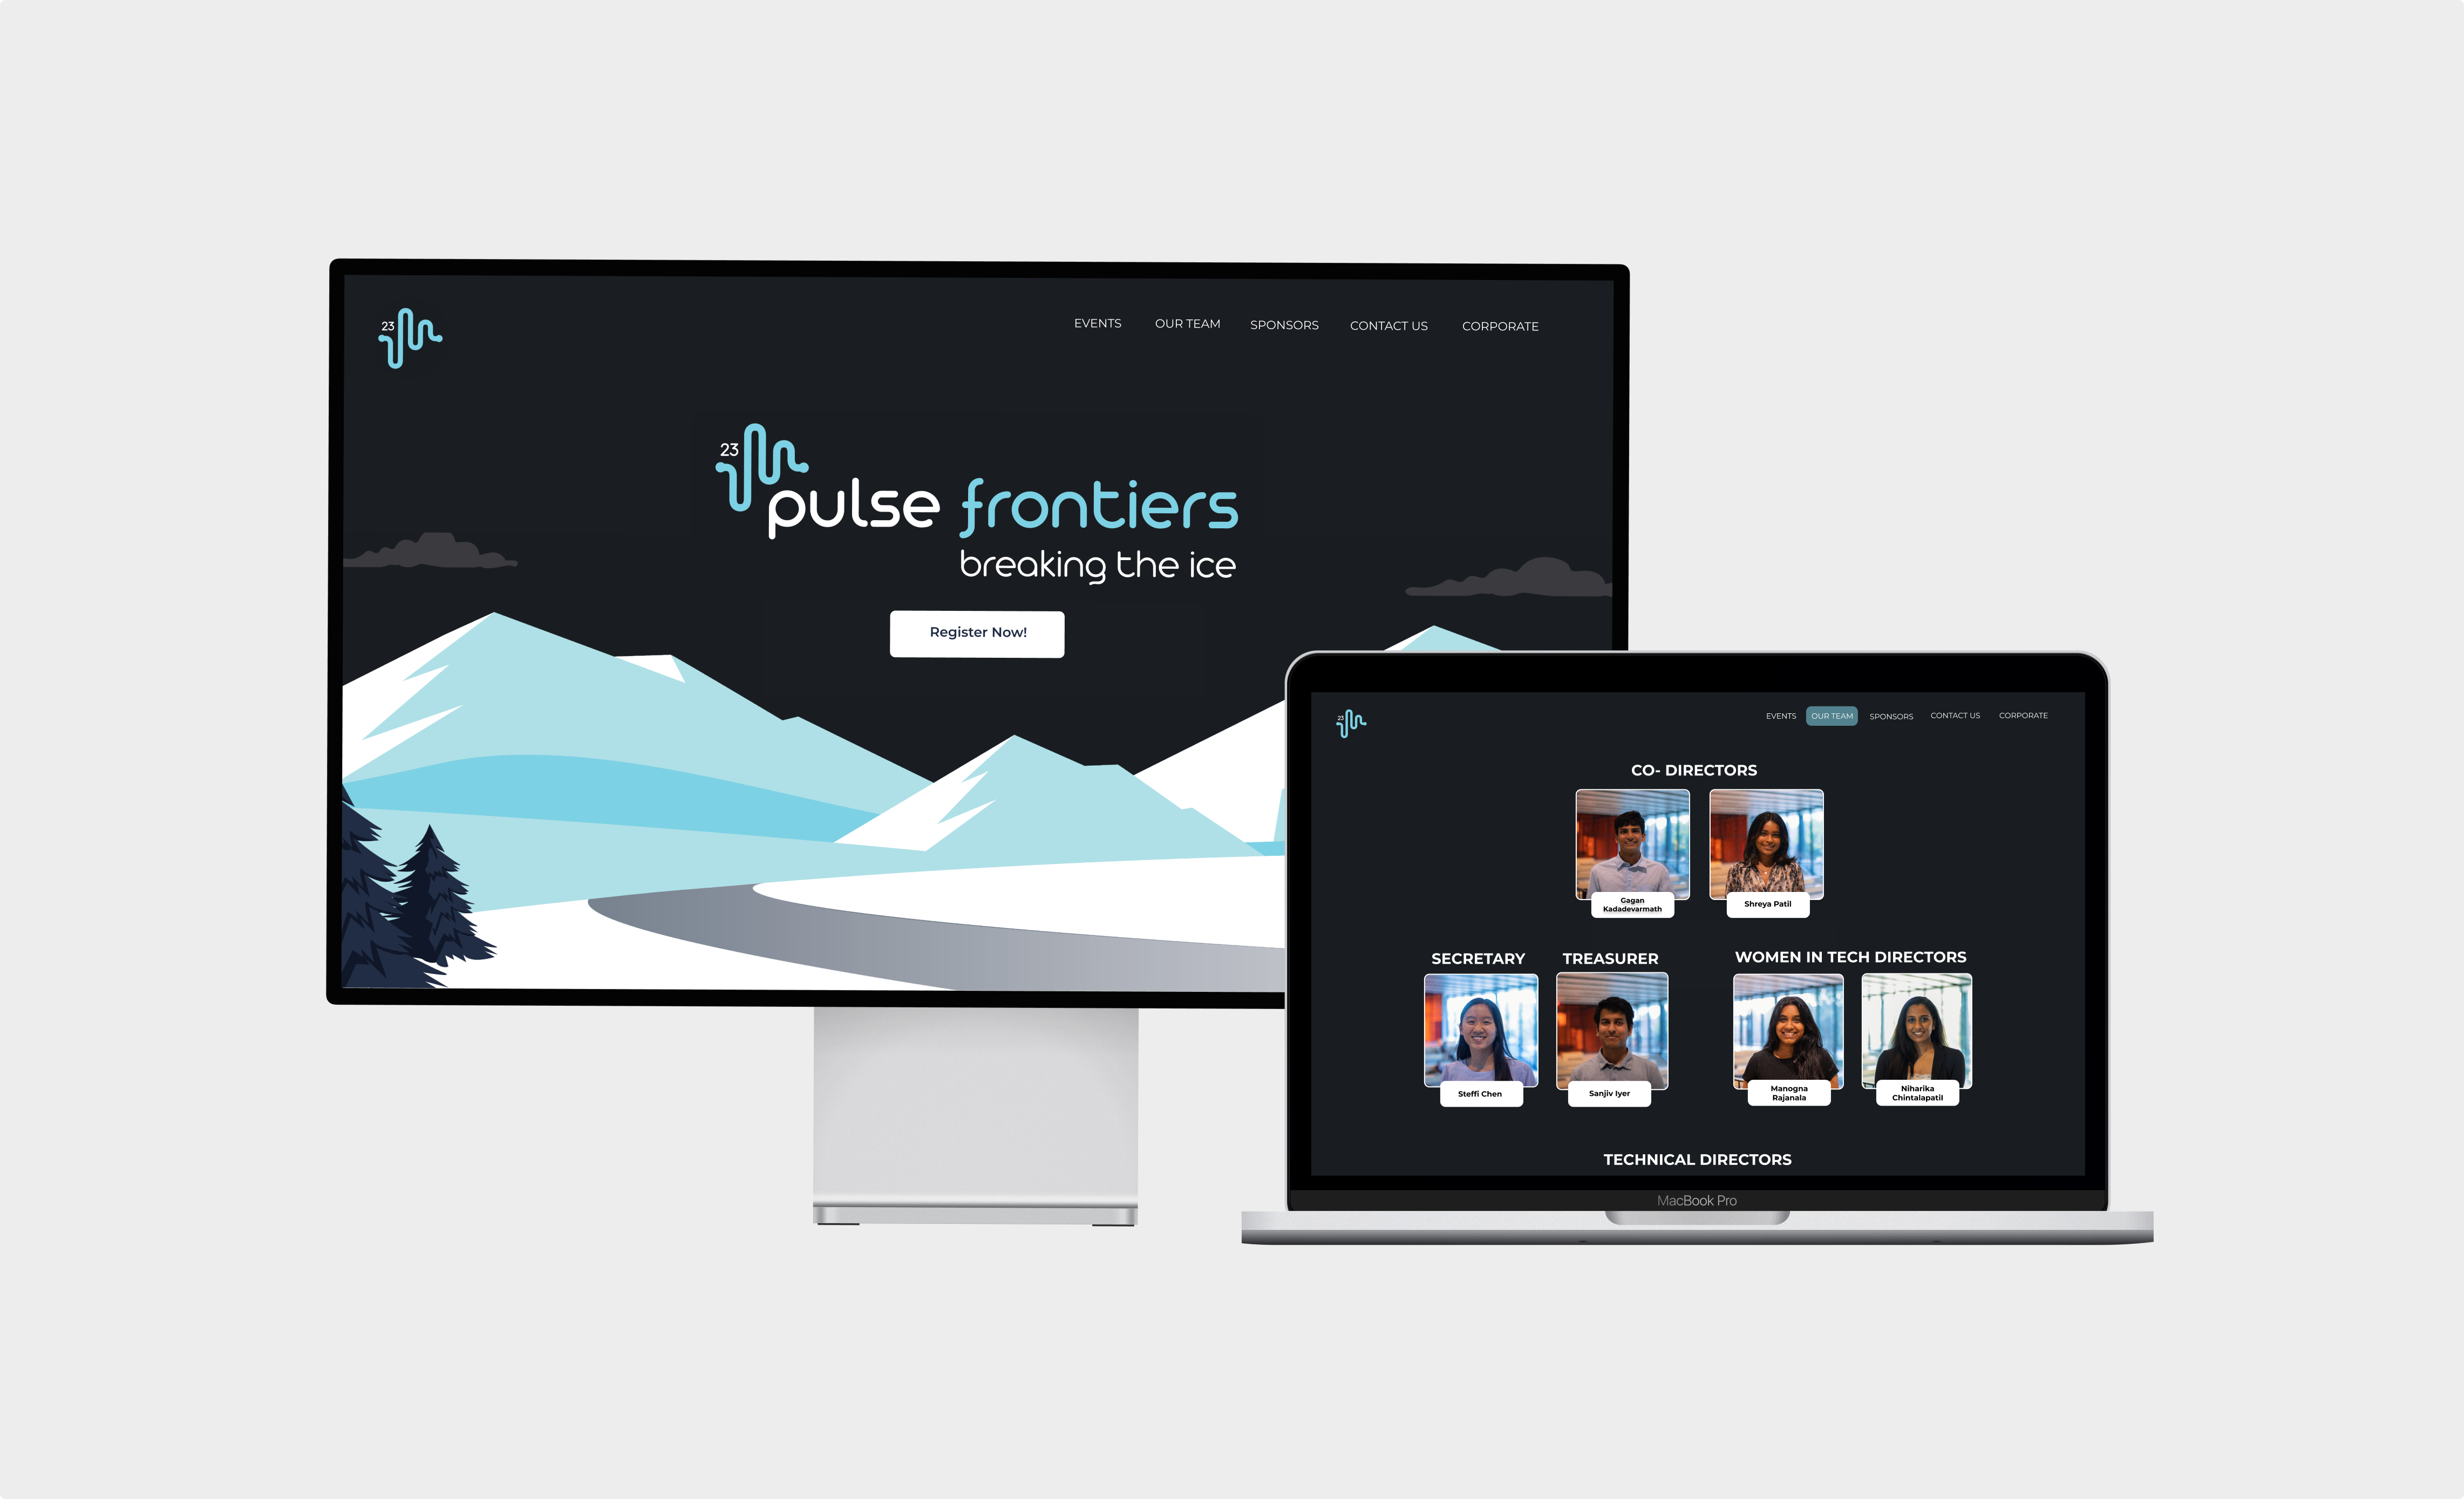 23
EVENTS OUR TEAM SPONSORS CONTACT US CORPORATE
23
pulse frontiers
breaking the ice
Register Now!
23
EVENTS OUR TEAM SPONSORS CONTACT US CORPORATE
CO- DIRECTORS
Gagan
Kadadevarmath
Shreya Patil
SECRETARY TREASURER WOMEN IN TECH DIRECTORS
Steffi Chen
Sanjiv Iyer
Manogna
Rajanala
Niharika
Chintalapatil
TECHNICAL DIRECTORS
MacBook Pro